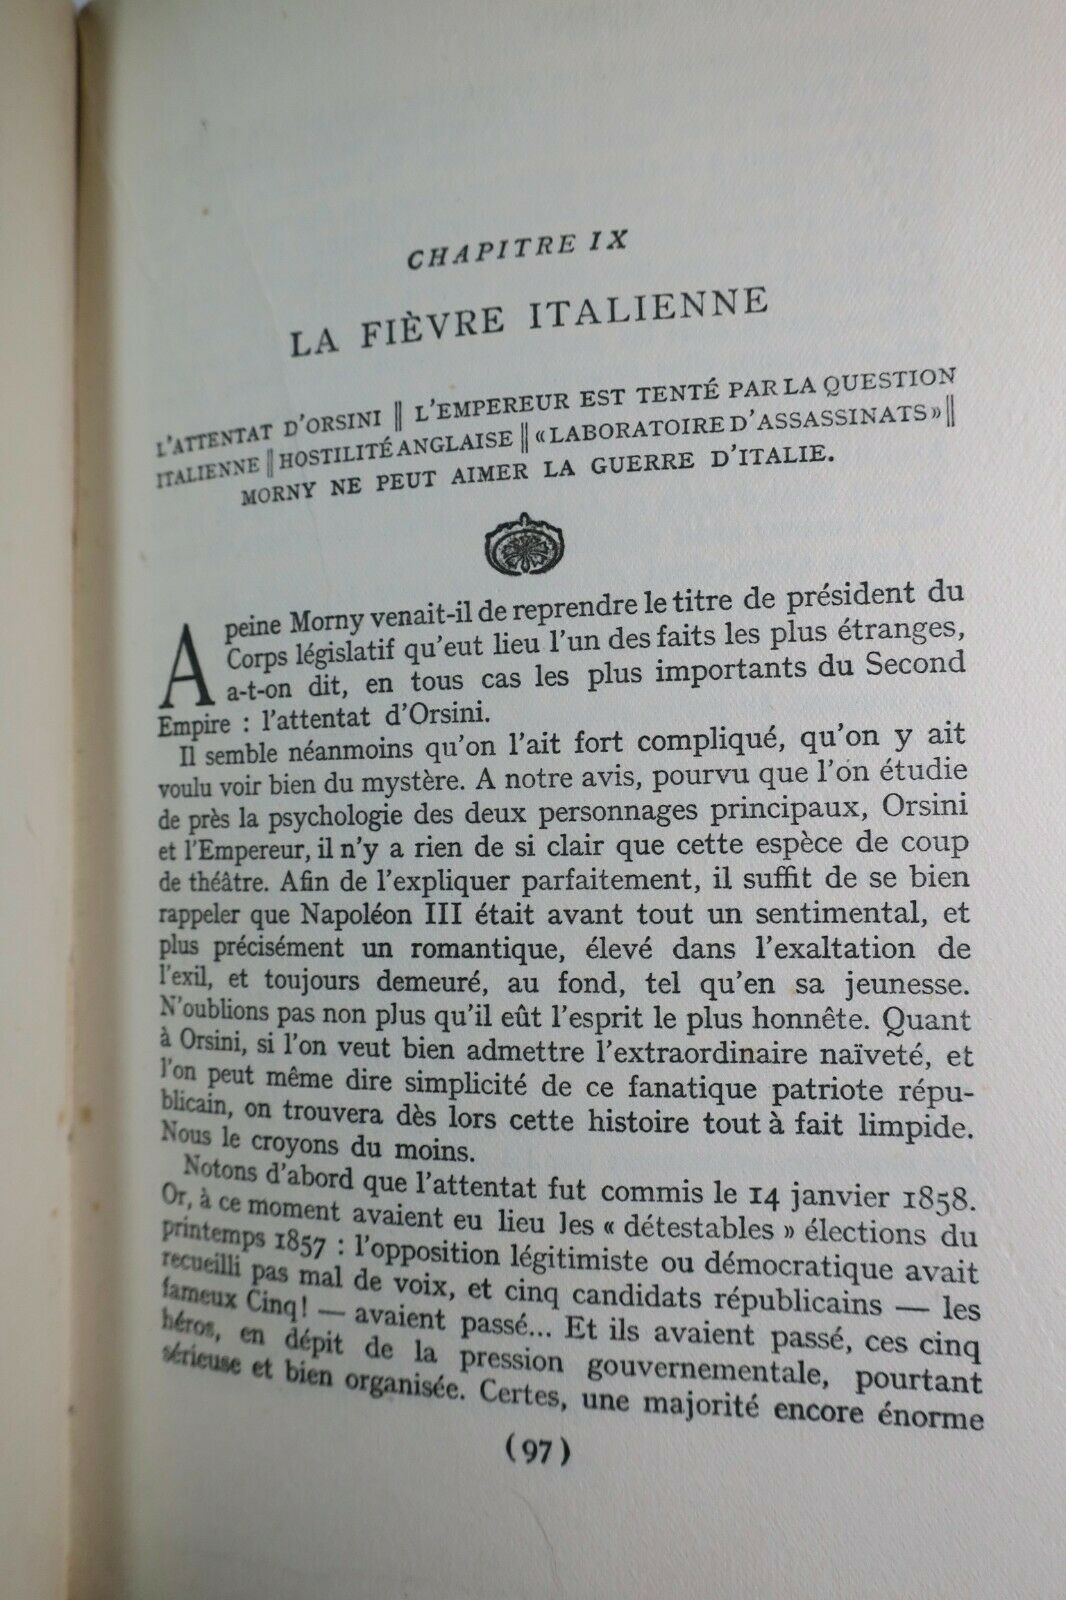 CHAPITRE IX
LA FIÈVRE ITALIENNE
L'ATTENTAT D'ORSINI || L'EMPEREUR EST TENTÉ PAR LA QUESTION
ITALIENNE || HOSTILITÉ ANGLAISE || « LABORATOIRE D'ASSASSINATS » ||
MORNY NE PEUT AIMER LA GUERRE D'ITALIE.
A peine Morny venait-il de reprendre le titre de président du
Corps législatif qu'eut lieu l'un des faits les plus étranges,
a-t-on dit, en tous cas les plus importants du Second
Empire : l'attentat d'Orsini.
Il semble néanmoins qu'on l'ait fort compliqué, qu'on y ait
voulu voir bien du mystère. A notre avis, pourvu que l'on étudie
de près la psychologie des deux personnages principaux, Orsini
et l'Empereur, il n'y a rien de si clair que cette espèce de coup
de théâtre. Afin de l'expliquer parfaitement, il suffit de se bien
rappeler que Napoléon III était avant tout un sentimental, et
plus précisément un romantique, élevé dans l'exaltation de
l'exil, et toujours demeuré, au fond, tel qu'en sa jeunesse.
N'oublions pas non plus qu'il eût l'esprit le plus honnête. Quant
à Orsini, si l'on veut bien admettre l'extraordinaire naïveté, et
l'on peut même dire simplicité de ce fanatique patriote répu-
blicain, on trouvera dès lors cette histoire tout à fait limpide.
Nous le croyons du moins.
Notons d'abord que l'attentat fut commis le 14 janvier 1858.
Or, à ce moment avaient eu lieu les « détestables » élections du
printemps 1857 : l'opposition légitimiste ou démocratique avait
recueilli pas mal de voix, et cinq candidats républicains — les
fameux Cinq! — avaient passé... Et ils avaient passé, ces cinq
héros, en dépit de la pression gouvernementale, pourtant
sérieuse et bien organisée. Certes, une majorité encore énorme
(97)